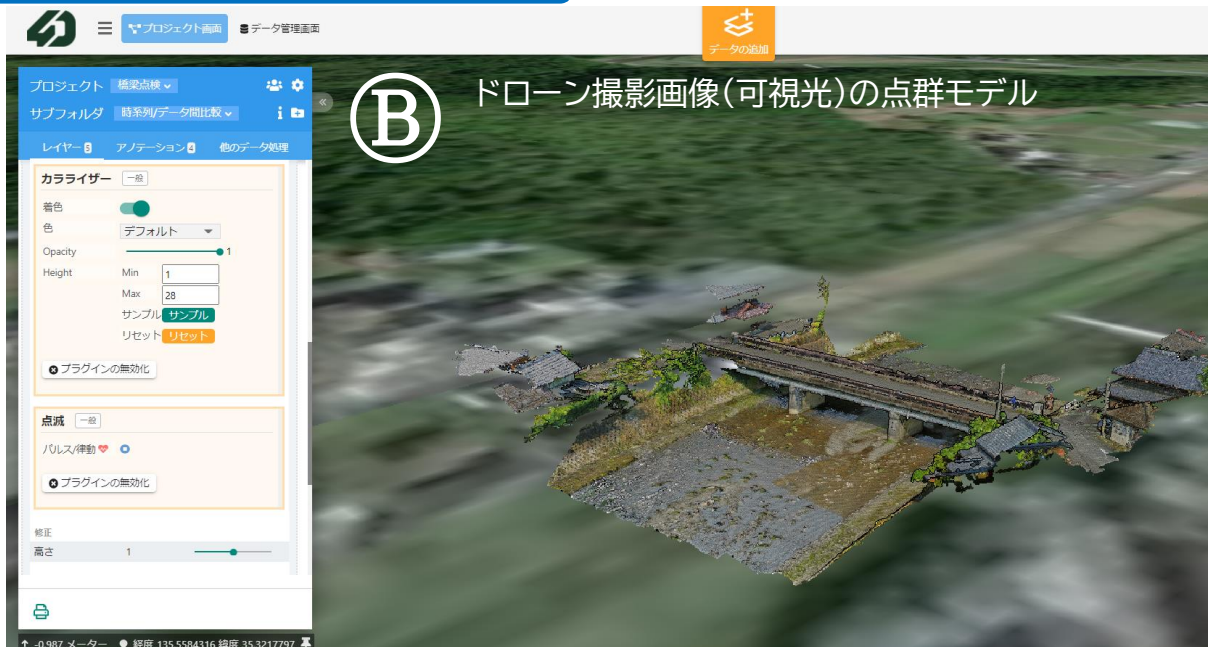 プロジェクト画面
データ管理画面
データの追加
プロジェクト 橋梁点検
サブフォルダ 時系列/データ間比較
レイヤー 5 アノテーション 4 他のデータ処理
カラライザー 一般
着色
色 デフォルト
Opacity 1
Height Min 1
Max 28
サンプル サンプル
リセット リセット
プラグインの無効化
点滅 一般
パルス/律動
プラグインの無効化
修正
高さ 1
-0.987 メーター 経度 135.5584316 緯度 35.3217797
B ドローン撮影画像(可視光)の点群モデル